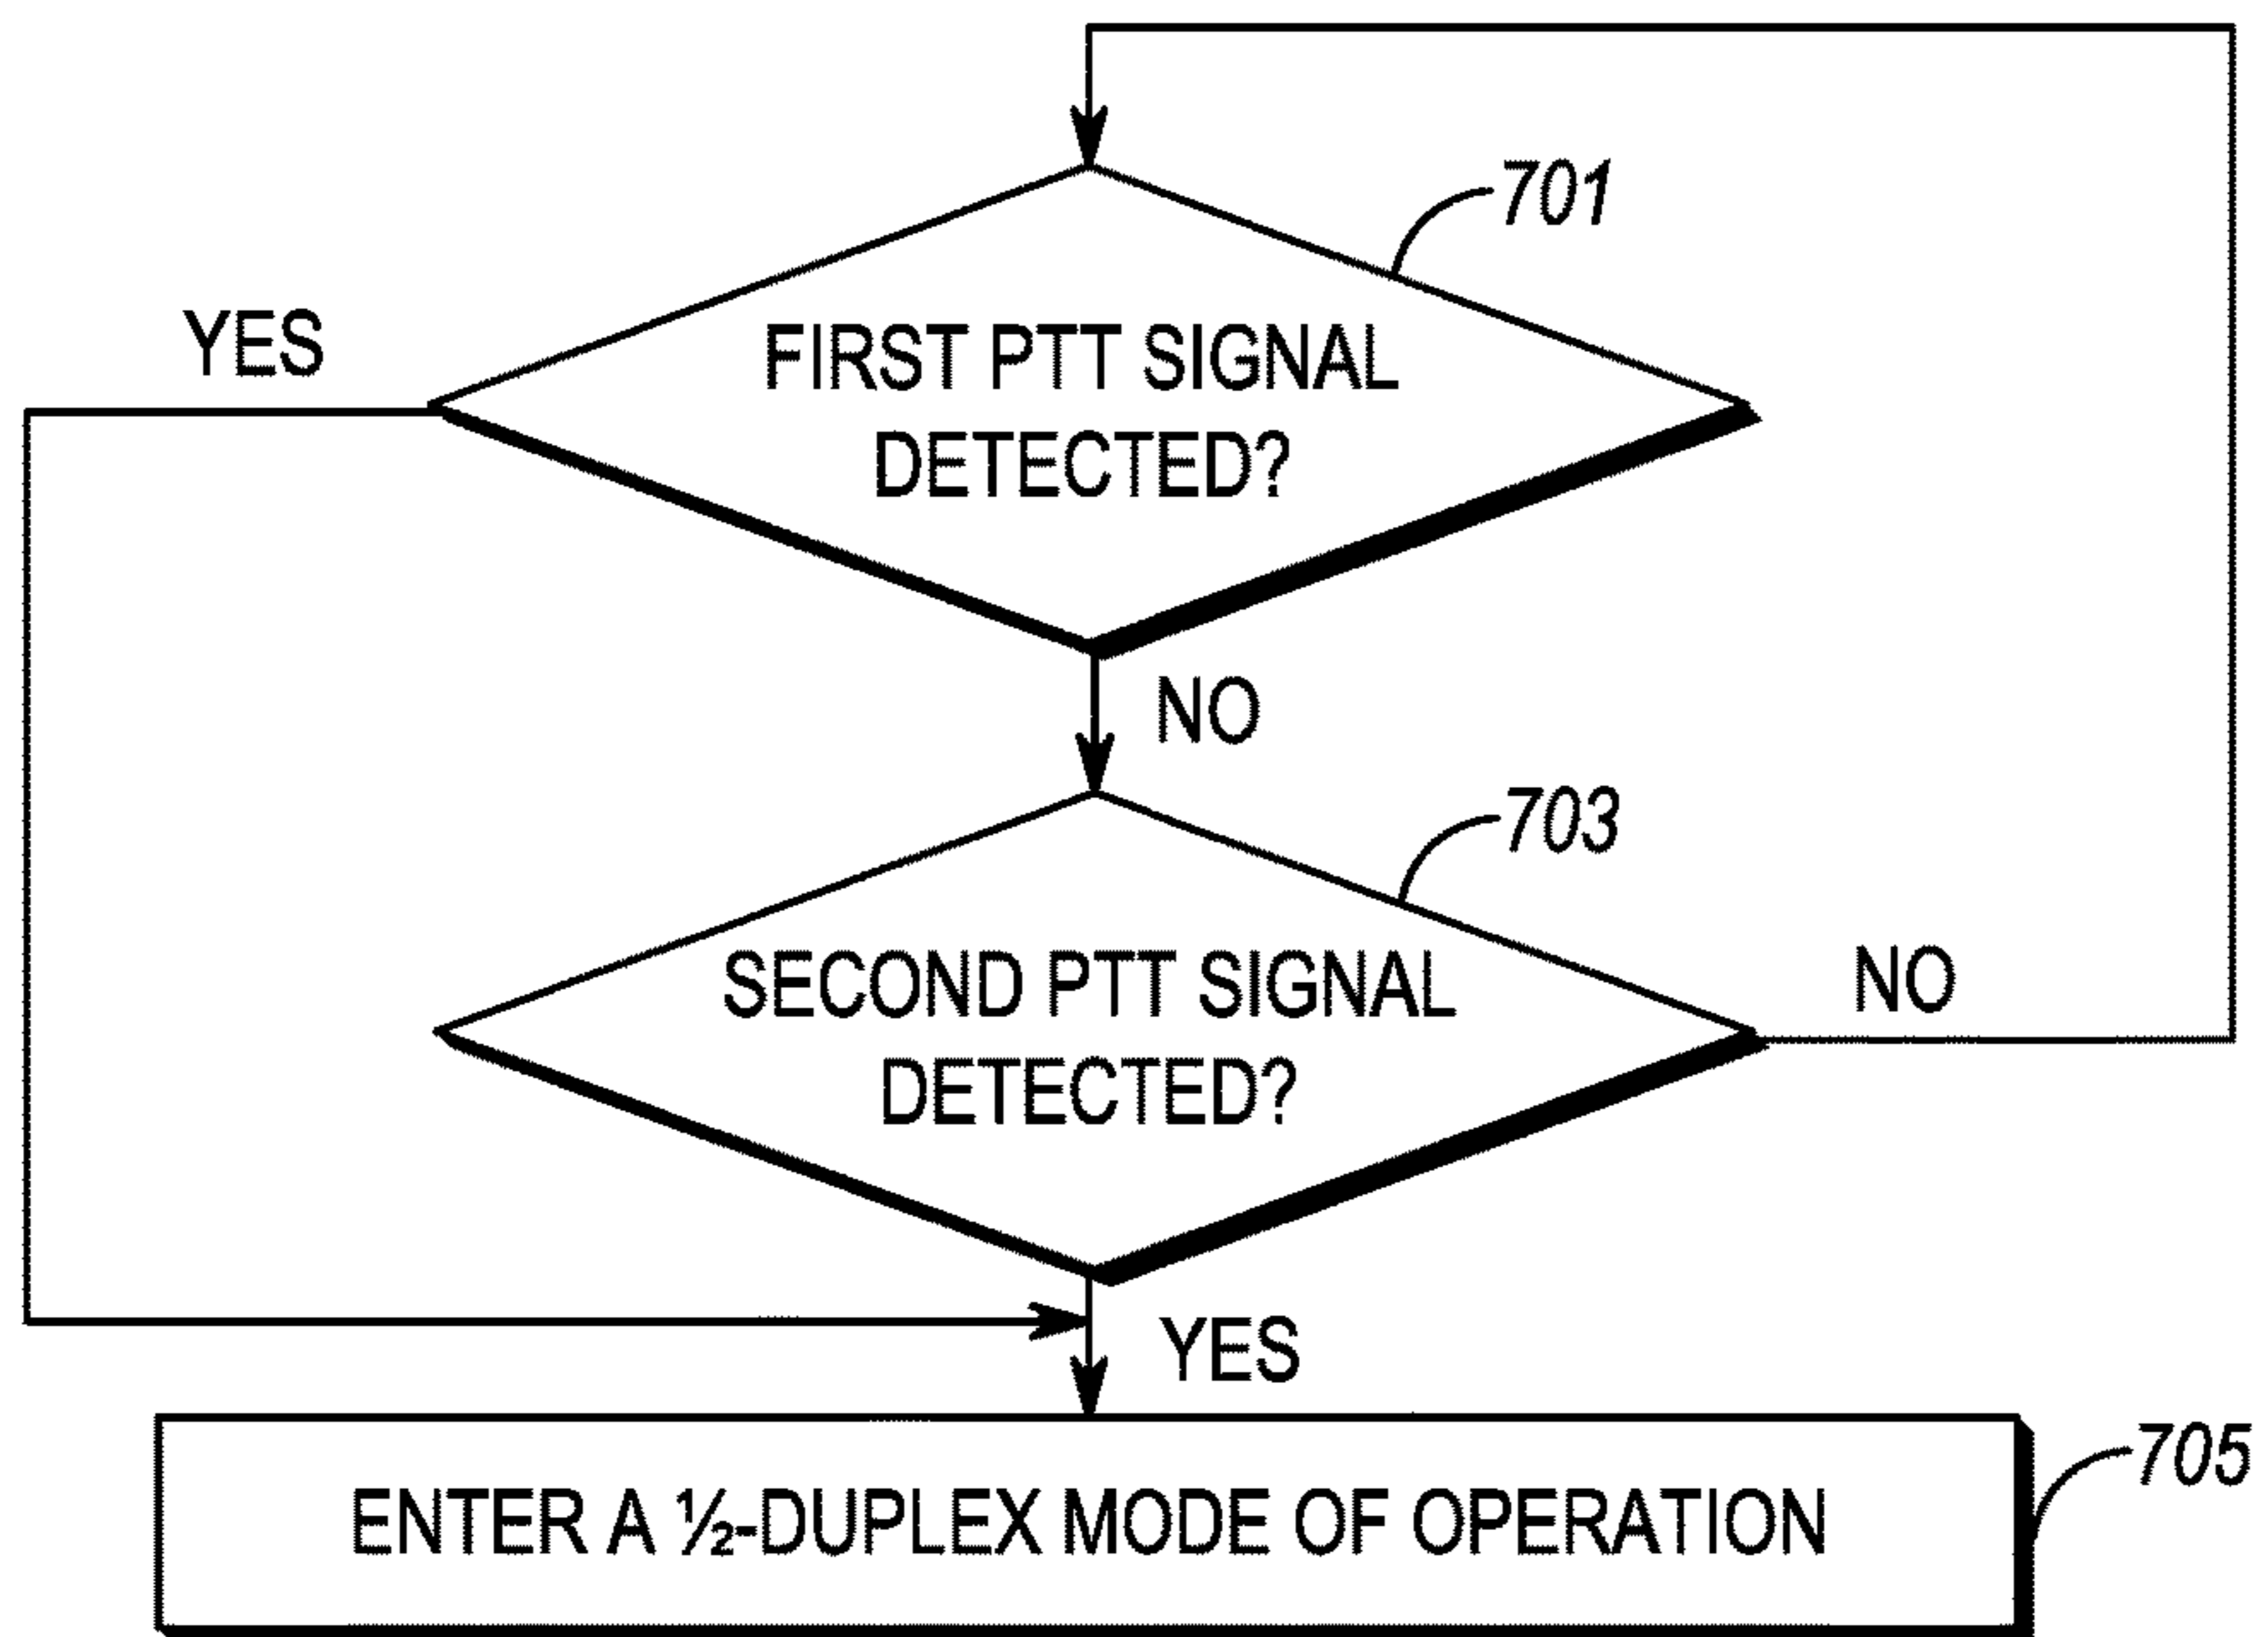 701
YES
FIRST PTT SIGNAL
DETECTED?
NO
703
SECOND PTT SIGNAL
DETECTED?
NO
YES
705
ENTER A ½-DUPLEX MODE OF OPERATION